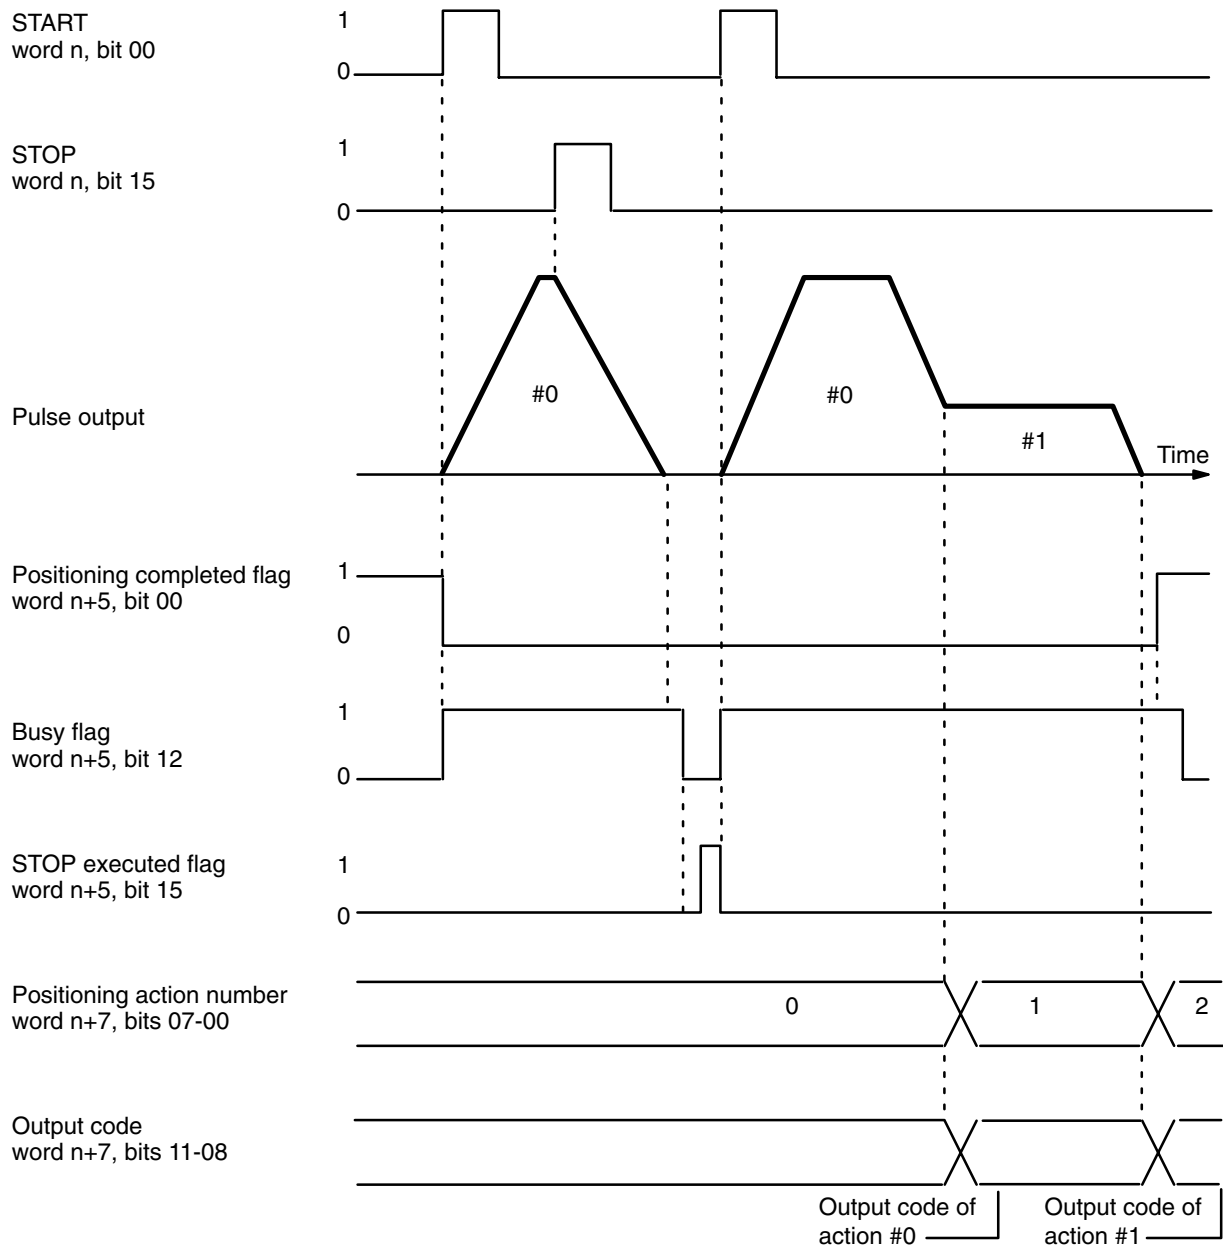 START
word n, bit 00
1
0
STOP
word n, bit 15
1
0
Pulse output
#0
#0
#1
Time
Positioning completed flag
word n+5, bit 00
1
0
Busy flag
word n+5, bit 12
1
0
STOP executed flag
word n+5, bit 15
1
0
Positioning action number
word n+7, bits 07-00
0
1
2
Output code
word n+7, bits 11-08
Output code of
action #0
Output code of
action #1